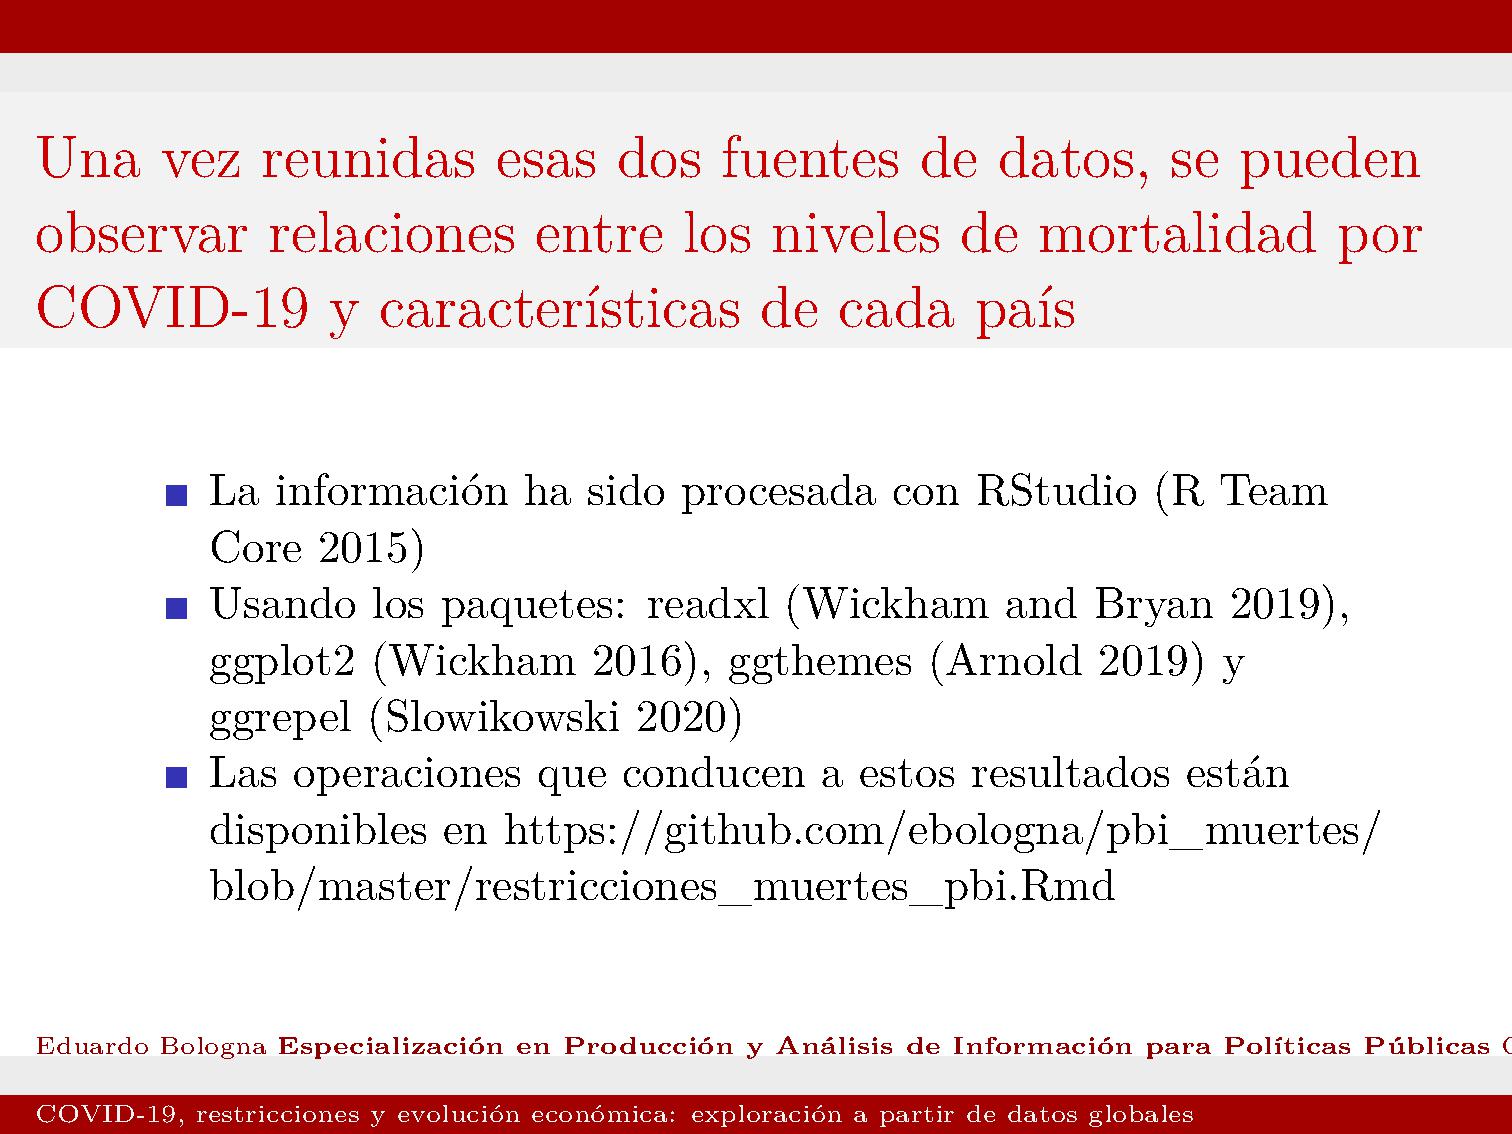 Una vez reunidas esas dos fuentes de datos, se pueden
observar relaciones entre los niveles de mortalidad por
COVID-19 y características de cada país
La información ha sido procesada con RStudio (R Team
Core 2015)
Usando los paquetes: readxl (Wickham and Bryan 2019),
ggplot2 (Wickham 2016), ggthemes (Arnold 2019) y
ggrepel (Slowikowski 2020)
Las operaciones que conducen a estos resultados están
disponibles en https://github.com/ebologna/pbi_muertes/
blob/master/restricciones_muertes_pbi.Rmd
Eduardo Bologna Especialización en Producción y Análisis de Información para Políticas Públicas
COVID-19, restricciones y evolución económica: exploración a partir de datos globales